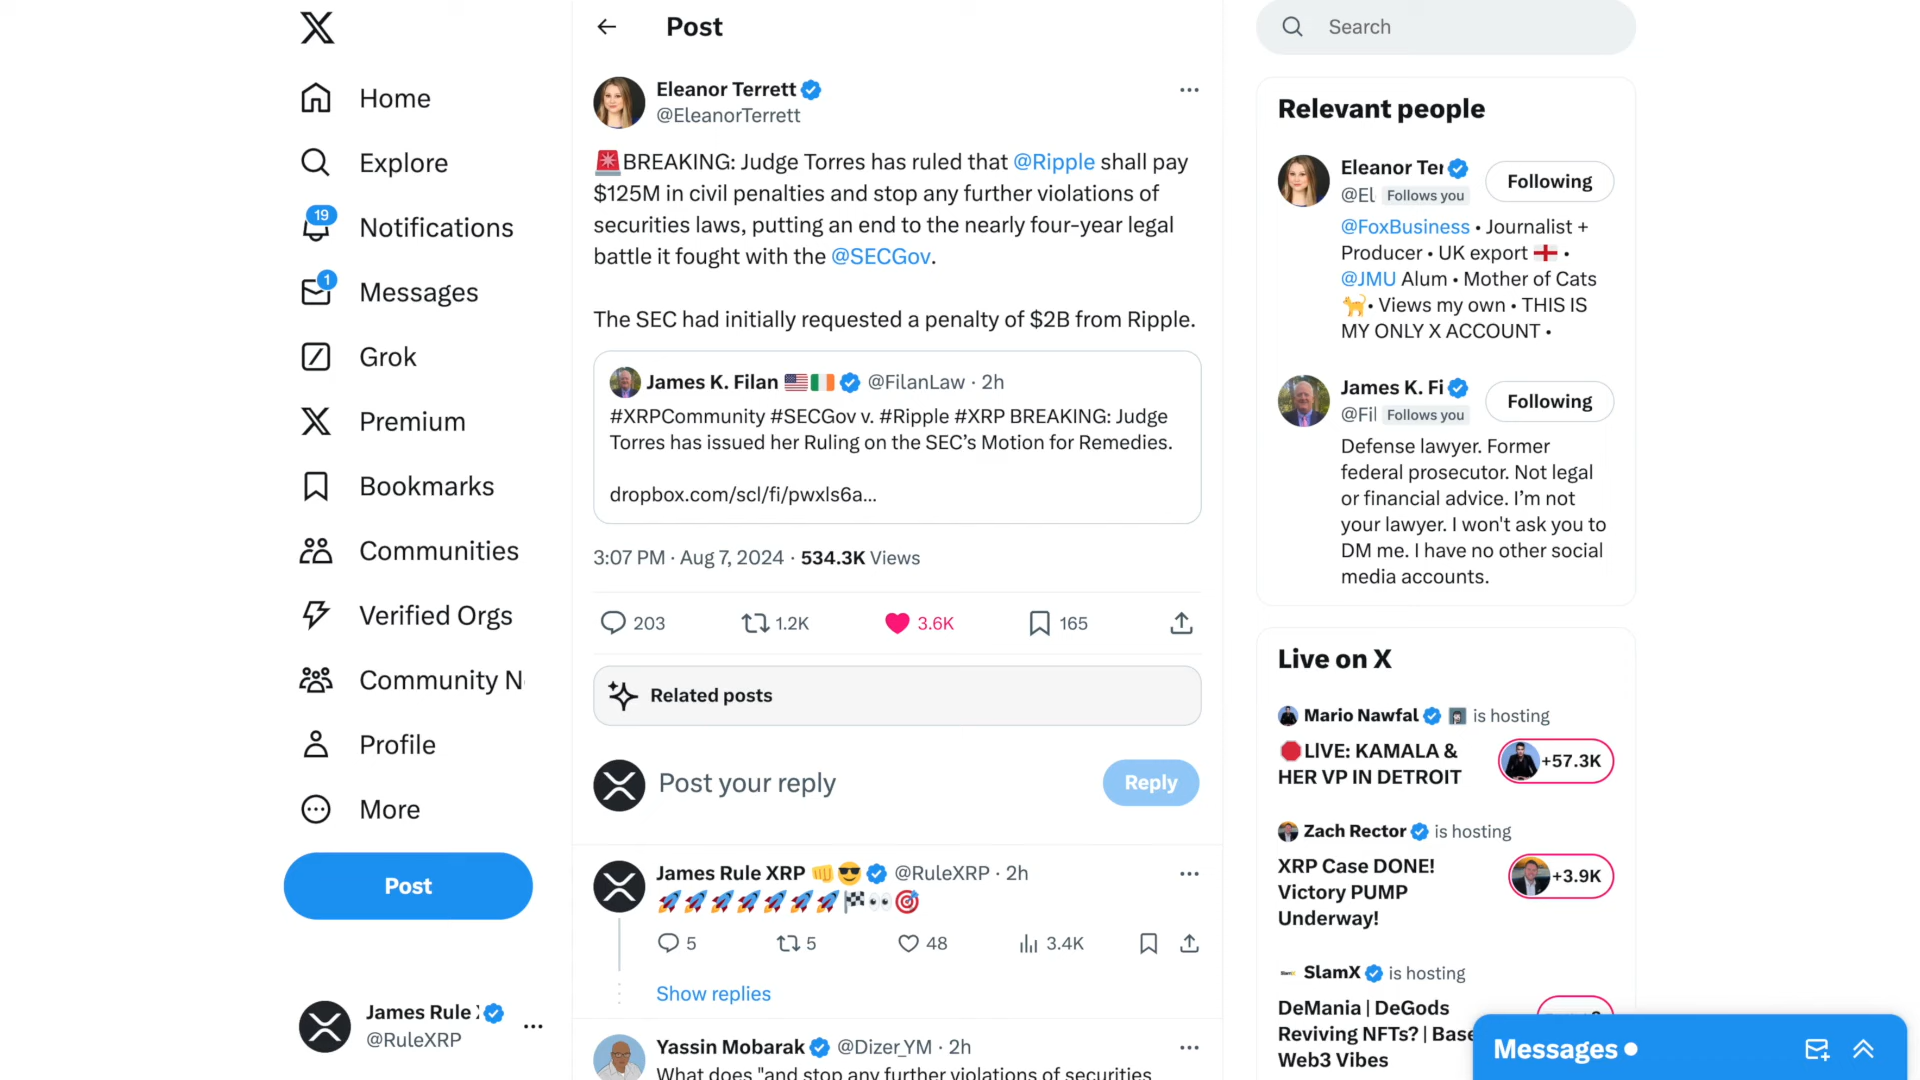 Home
Explore
19
Notifications
1
Messages
Grok
Premium
Bookmarks
Communities
Verified Orgs
Community N
Profile
More
Post
James Rule
@RuleXRP
Post
Eleanor Terrett
@EleanorTerrett
BREAKING: Judge Torres has ruled that @Ripple shall pay
$125M in civil penalties and stop any further violations of
securities laws, putting an end to the nearly four-year legal
battle it fought with the @SECGov.
The SEC had initially requested a penalty of $2B from Ripple.
James K. Filan @FilanLaw · 2h
#XRPCommunity #SECGov v. #Ripple #XRP BREAKING: Judge
Torres has issued her Ruling on the SEC’s Motion for Remedies.
dropbox.com/scl/fi/pwxls6a...
3:07 PM · Aug 7, 2024 · 534.3K Views
203 1.2K 3.6K 165
Related posts
Post your reply
Reply
James Rule XRP @RuleXRP · 2h
5 5 48 3.4K
Show replies
Yassin Mobarak @Dizer_YM · 2h
What does "and stop any further violations of securities
Search
Relevant people
Eleanor Ter
@El Follows you
Following
@FoxBusiness • Journalist +
Producer • UK export •
@JMU Alum • Mother of Cats
• Views my own • THIS IS
MY ONLY X ACCOUNT •
James K. Fi
@Fil Follows you
Following
Defense lawyer. Former
federal prosecutor. Not legal
or financial advice. I’m not
your lawyer. I won't ask you to
DM me. I have no other social
media accounts.
Live on X
Mario Nawfal is hosting
LIVE: KAMALA &
HER VP IN DETROIT
+57.3K
Zach Rector is hosting
XRP Case DONE!
Victory PUMP
Underway!
+3.9K
SlamX is hosting
DeMania | DeGods
Reviving NFTs? | Base
Web3 Vibes
Messages